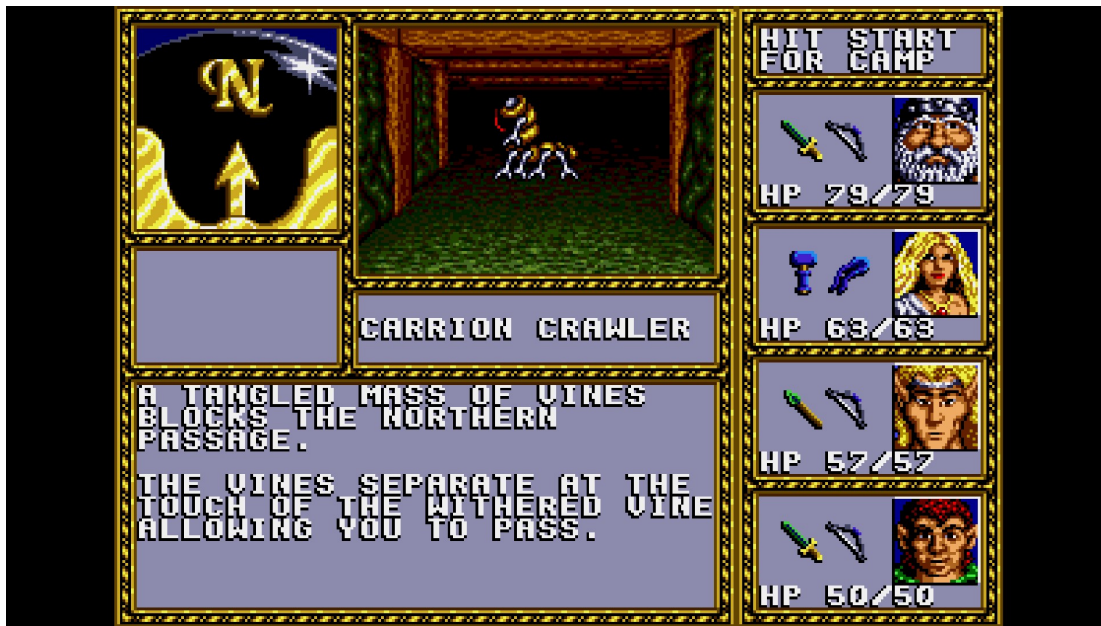 N
HIT START
FOR CAMP
HP 79/79
HP 63/63
CARRION CRAWLER
A TANGLED MASS OF VINES
BLOCKS THE NORTHERN
PASSAGE.
THE VINES SEPARATE AT THE
TOUCH OF THE WITHERED VINE
ALLOWING YOU TO PASS.
HP 57/57
HP 50/50